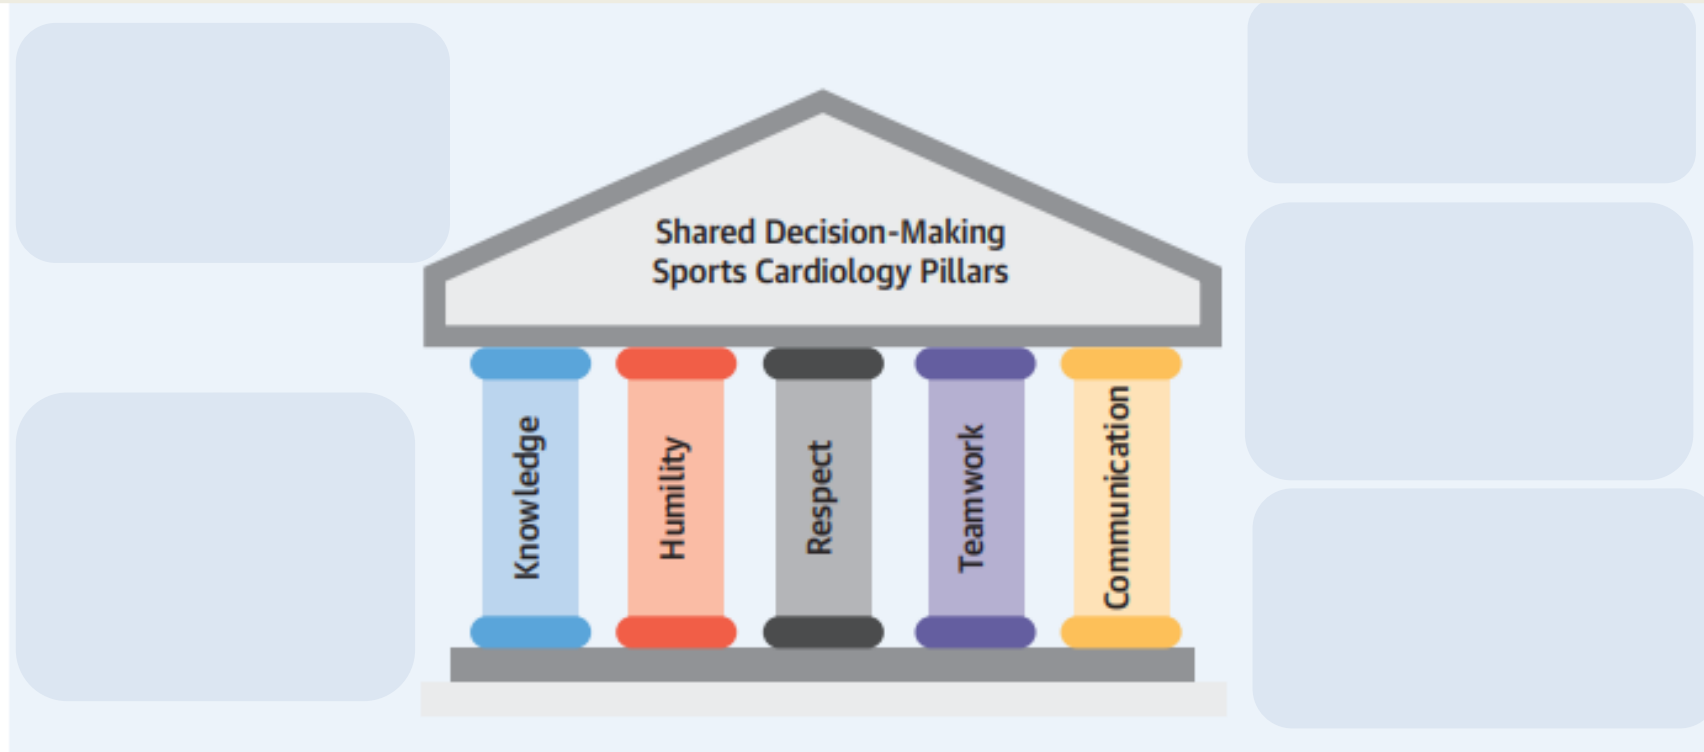 Shared Decision-Making
Sports Cardiology Pillars
Knowledge
Humility
Respect
Teamwork
Communication